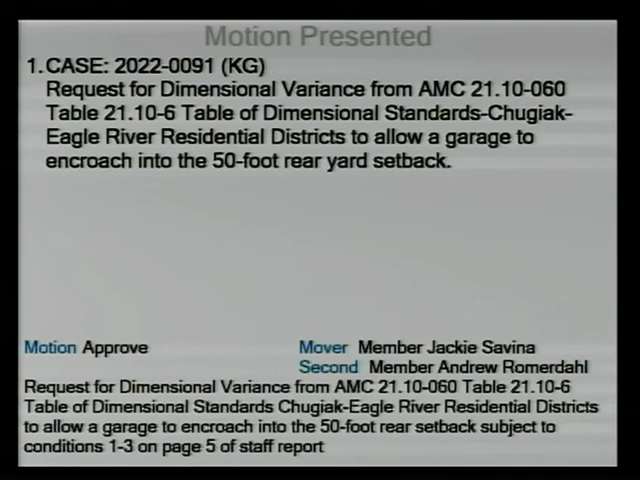 Motion Presented
1. CASE: 2022-0091 (KG)
Request for Dimensional Variance from AMC 21.10-060
Table 21.10-6 Table of Dimensional Standards-Chugiak-
Eagle River Residential Districts to allow a garage to
encroach into the 50-foot rear yard setback.
Motion Approve
Mover Member Jackie Savina
Second Member Andrew Romerdahl
Request for Dimensional Variance from AMC 21.10-060 Table 21.10-6
Table of Dimensional Standards Chugiak-Eagle River Residential Districts
to allow a garage to encroach into the 50-foot rear setback subject to
conditions 1-3 on page 5 of staff report